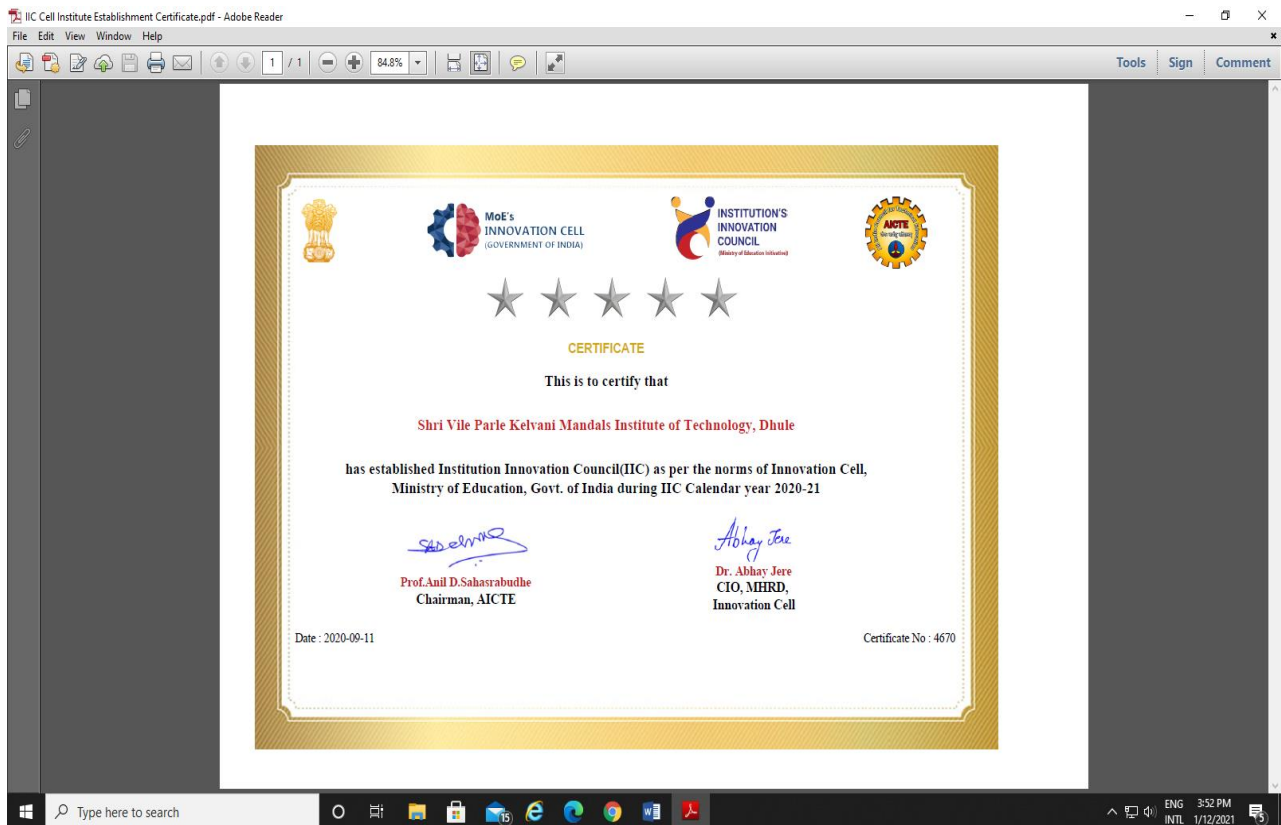 IIC Cell Institute Establishment Certificate.pdf - Adobe Reader
File Edit View Window Help
1 / 1 84.8% Tools Sign Comment
MoE's
INNOVATION CELL
(GOVERNMENT OF INDIA)
INSTITUTION'S
INNOVATION
COUNCIL
(Ministry of Education Initiative)
AICTE
CERTIFICATE
This is to certify that
Shri Vile Parle Kelvani Mandals Institute of Technology, Dhule
has established Institution Innovation Council(IIC) as per the norms of Innovation Cell,
Ministry of Education, Govt. of India during IIC Calendar year 2020-21
Abhay Jere
Prof.Anil D.Sahasrabudhe
Chairman, AICTE
Dr. Abhay Jere
CIO, MHRD,
Innovation Cell
Date : 2020-09-11
Certificate No : 4670
Type here to search
15
ENG 3:52 PM
INTL 1/12/2021
5